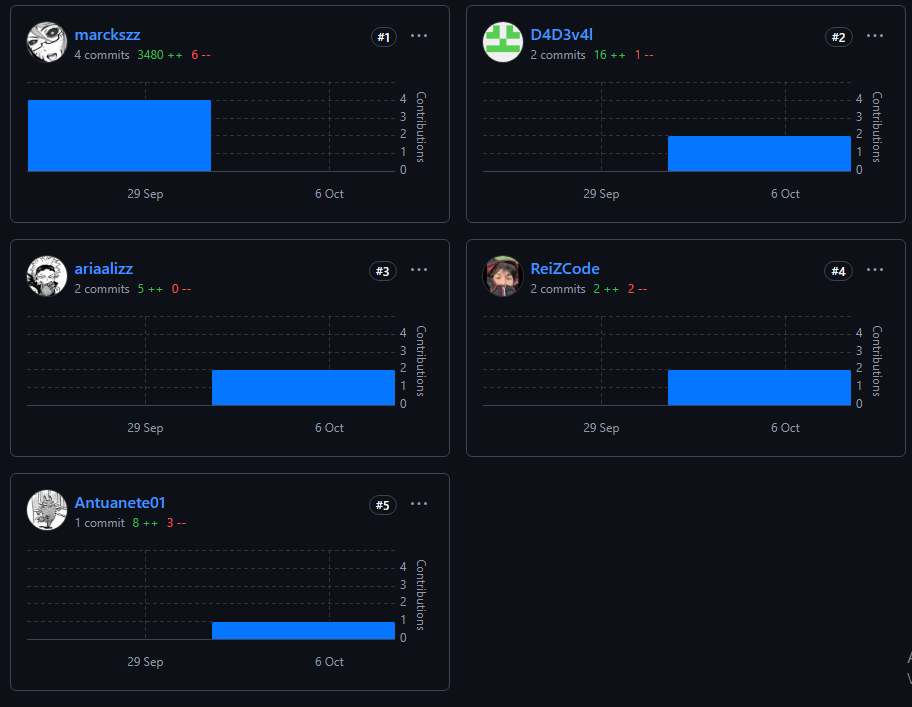 marckszz
#1
...
4 commits 3480 ++ 6 --
4
3
2
1
0
Contributions
29 Sep 6 Oct
D4D3v4l
#2
...
2 commits 16 ++ 1 --
4
3
2
1
0
Contributions
29 Sep 6 Oct
ariaalizz
#3
...
2 commits 5 ++ 0 --
4
3
2
1
0
Contributions
29 Sep 6 Oct
ReiZCode
#4
...
2 commits 2 ++ 2 --
4
3
2
1
0
Contributions
29 Sep 6 Oct
Antuanete01
#5
...
1 commit 8 ++ 3 --
4
3
2
1
0
Contributions
29 Sep 6 Oct